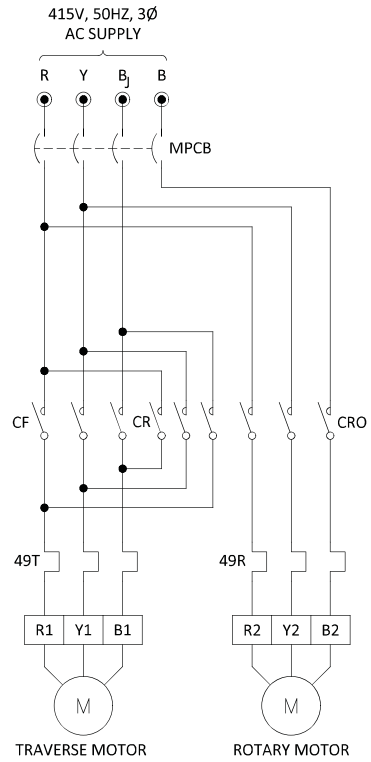 415V, 50HZ, 3Ø
AC SUPPLY
R Y BJ B
MPCB
CF CR CRO
49T 49R
R1 Y1 B1 R2 Y2 B2
M M
TRAVERSE MOTOR ROTARY MOTOR